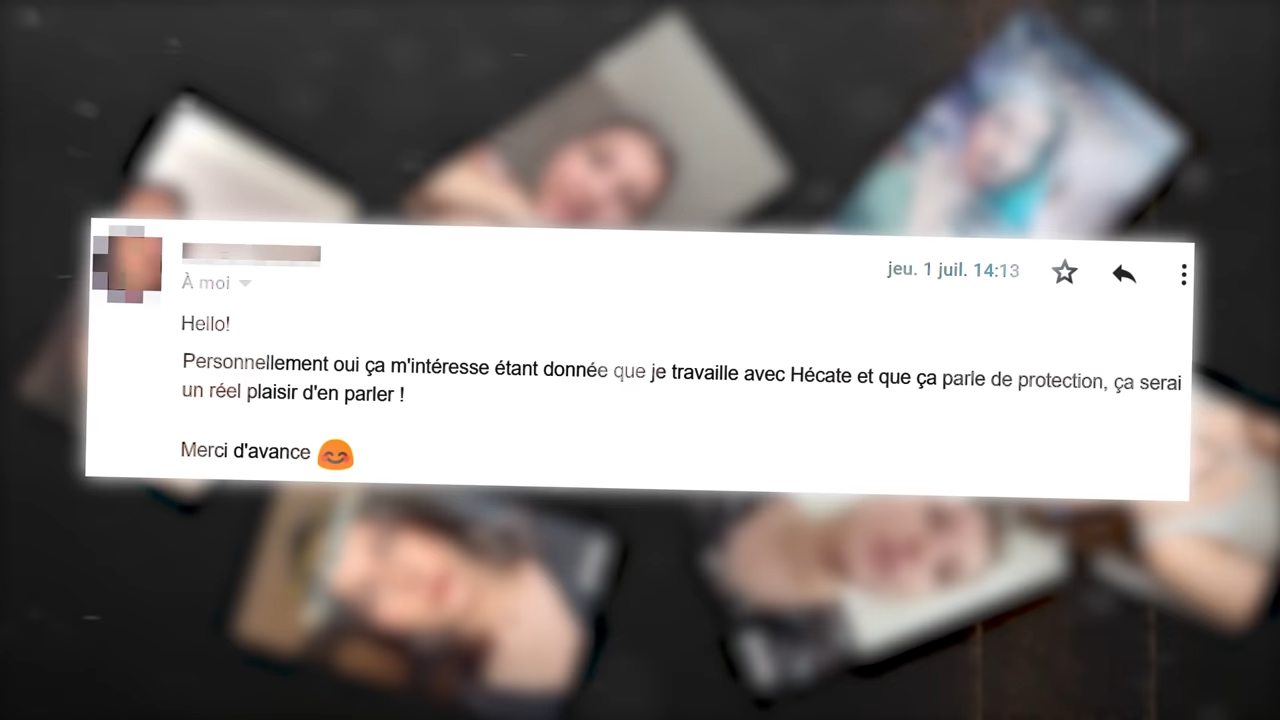 À moi
jeu. 1 juil. 14:13
Hello!
Personnellement oui ça m'intéresse étant donnée que je travaille avec Hécate et que ça parle de protection, ça serai
un réel plaisir d'en parler !
Merci d'avance 😊